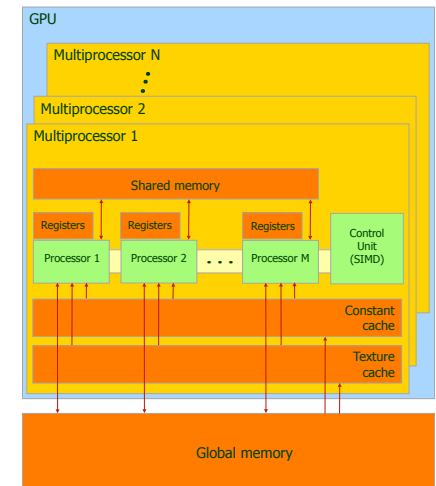 GPU
Multiprocessor N
Multiprocessor 2
Multiprocessor 1
Shared memory
Registers
Registers
Registers
Processor 1
Processor 2
. . .
Processor M
Control
Unit
(SIMD)
Constant
cache
Texture
cache
Global memory